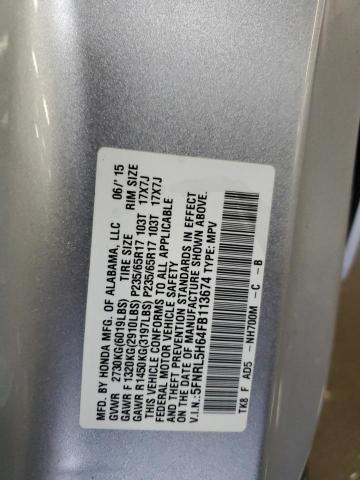 MFD. BY HONDA MFG. OF ALABAMA, LLC 06/'15
GVWR 2730KG(6019LBS) TIRE SIZE RIM SIZE
GAWR F 1320KG(2910LBS) P235/65R17 103T 17X7J
GAWR R1450KG(3197LBS) P235/65R17 103T 17X7J
THIS VEHICLE CONFORMS TO ALL APPLICABLE
FEDERAL MOTOR VEHICLE SAFETY
AND THEFT PREVENTION STANDARDS IN EFFECT
ON THE DATE OF MANUFACTURE SHOWN ABOVE.
V.I.N.:5FNRL5H64FB113674 TYPE: MPV
TK8 F AD5 -NH700M -C -B